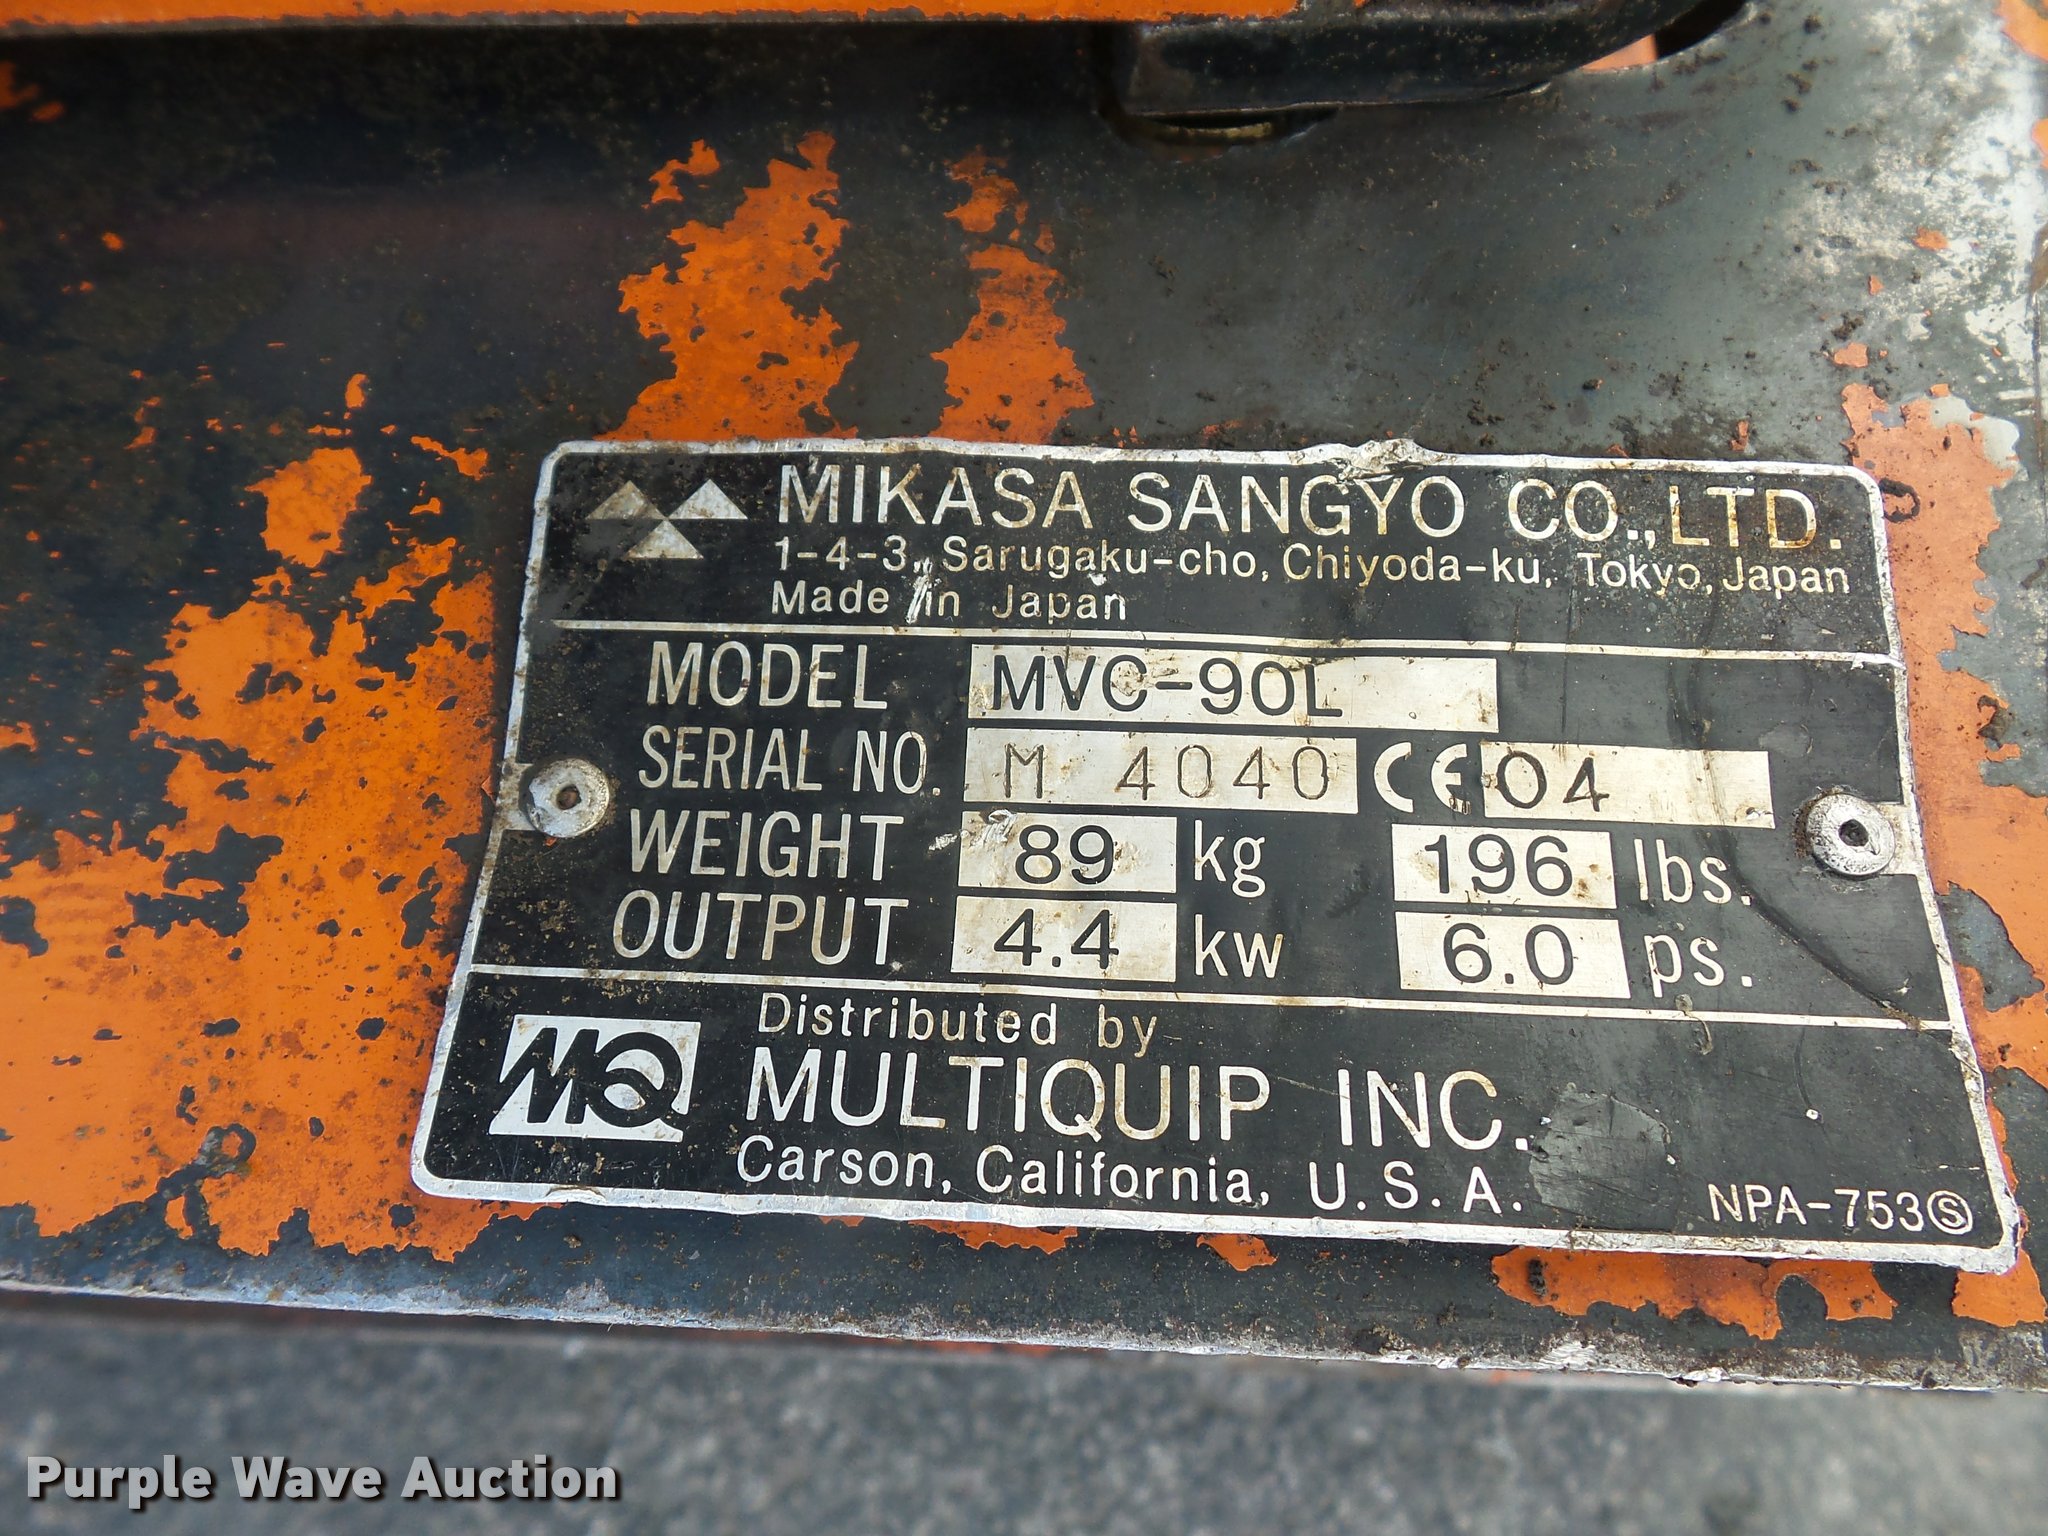 MIKASA SANGYO CO.,LTD.
1-4-3, Sarugaku-cho, Chiyoda-ku, Tokyo, Japan
Made in Japan
MODEL MVC-90L
SERIAL NO. M 4040 CE 04
WEIGHT 89 kg 196 lbs.
OUTPUT 4.4 kw 6.0 ps.
MQ
Distributed by
MULTIQUIP INC.
Carson, California, U.S.A.
NPA-753Ⓢ
Purple Wave Auction